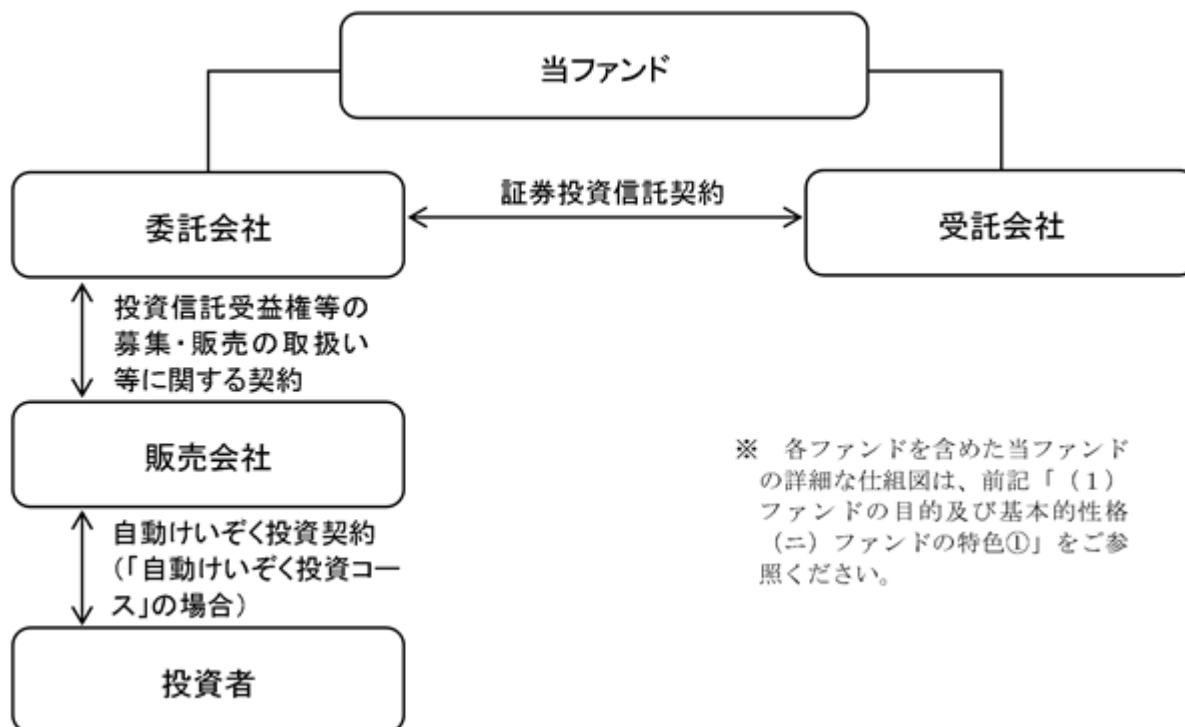 当ファンド
証券投資信託契約
委託会社
受託会社
投資信託受益権等の
募集・販売の取扱い
等に関する契約
販売会社
※ 各ファンドを含めた当ファンド
の詳細な仕組図は、前記「(1)
ファンドの目的及び基本的性格
(ニ)ファンドの特色①」をご参
照ください。
自動けいぞく投資契約
(「自動けいぞく投資コー
ス」の場合)
投資者